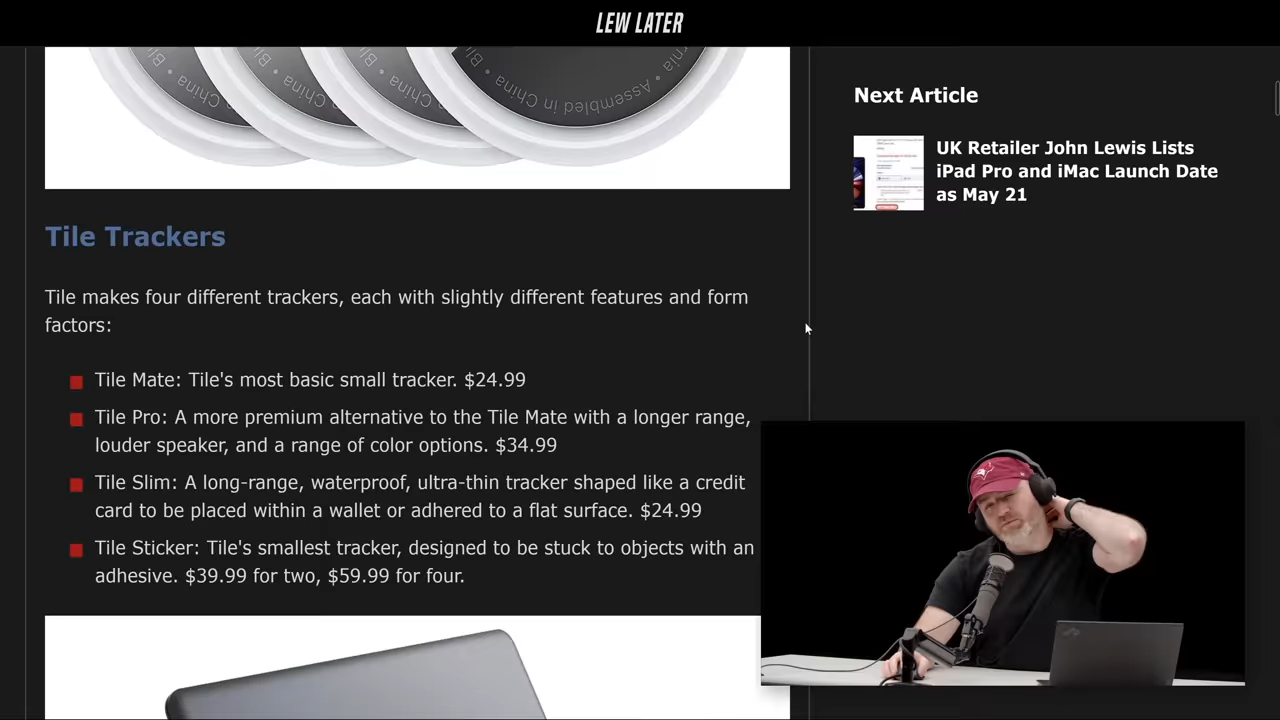 LEW LATER
Assembled in China
Tile Trackers
Tile makes four different trackers, each with slightly different features and form
factors:
Tile Mate: Tile's most basic small tracker. $24.99
Tile Pro: A more premium alternative to the Tile Mate with a longer range,
louder speaker, and a range of color options. $34.99
Tile Slim: A long-range, waterproof, ultra-thin tracker shaped like a credit
card to be placed within a wallet or adhered to a flat surface. $24.99
Tile Sticker: Tile's smallest tracker, designed to be stuck to objects with an
adhesive. $39.99 for two, $59.99 for four.
Next Article
UK Retailer John Lewis Lists
iPad Pro and iMac Launch Date
as May 21